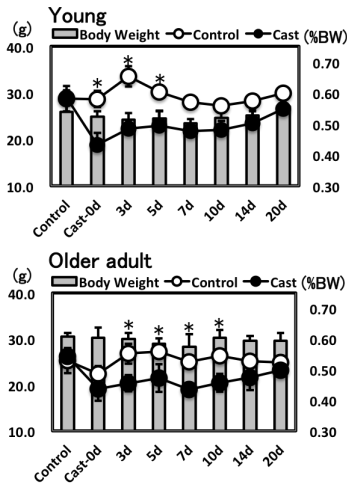 Young
(g) Body Weight Control Cast (%BW)
40.0 0.70
* * *
30.0 0.60
0.50
20.0 0.40
10.0 0.30
Control Cast-0d 3d 5d 7d 10d 14d 20d
Older adult
(g) Body Weight Control Cast (%BW)
40.0 0.70
* * * *
30.0 0.60
0.50
20.0 0.40
10.0 0.30
Control Cast-0d 3d 5d 7d 10d 14d 20d